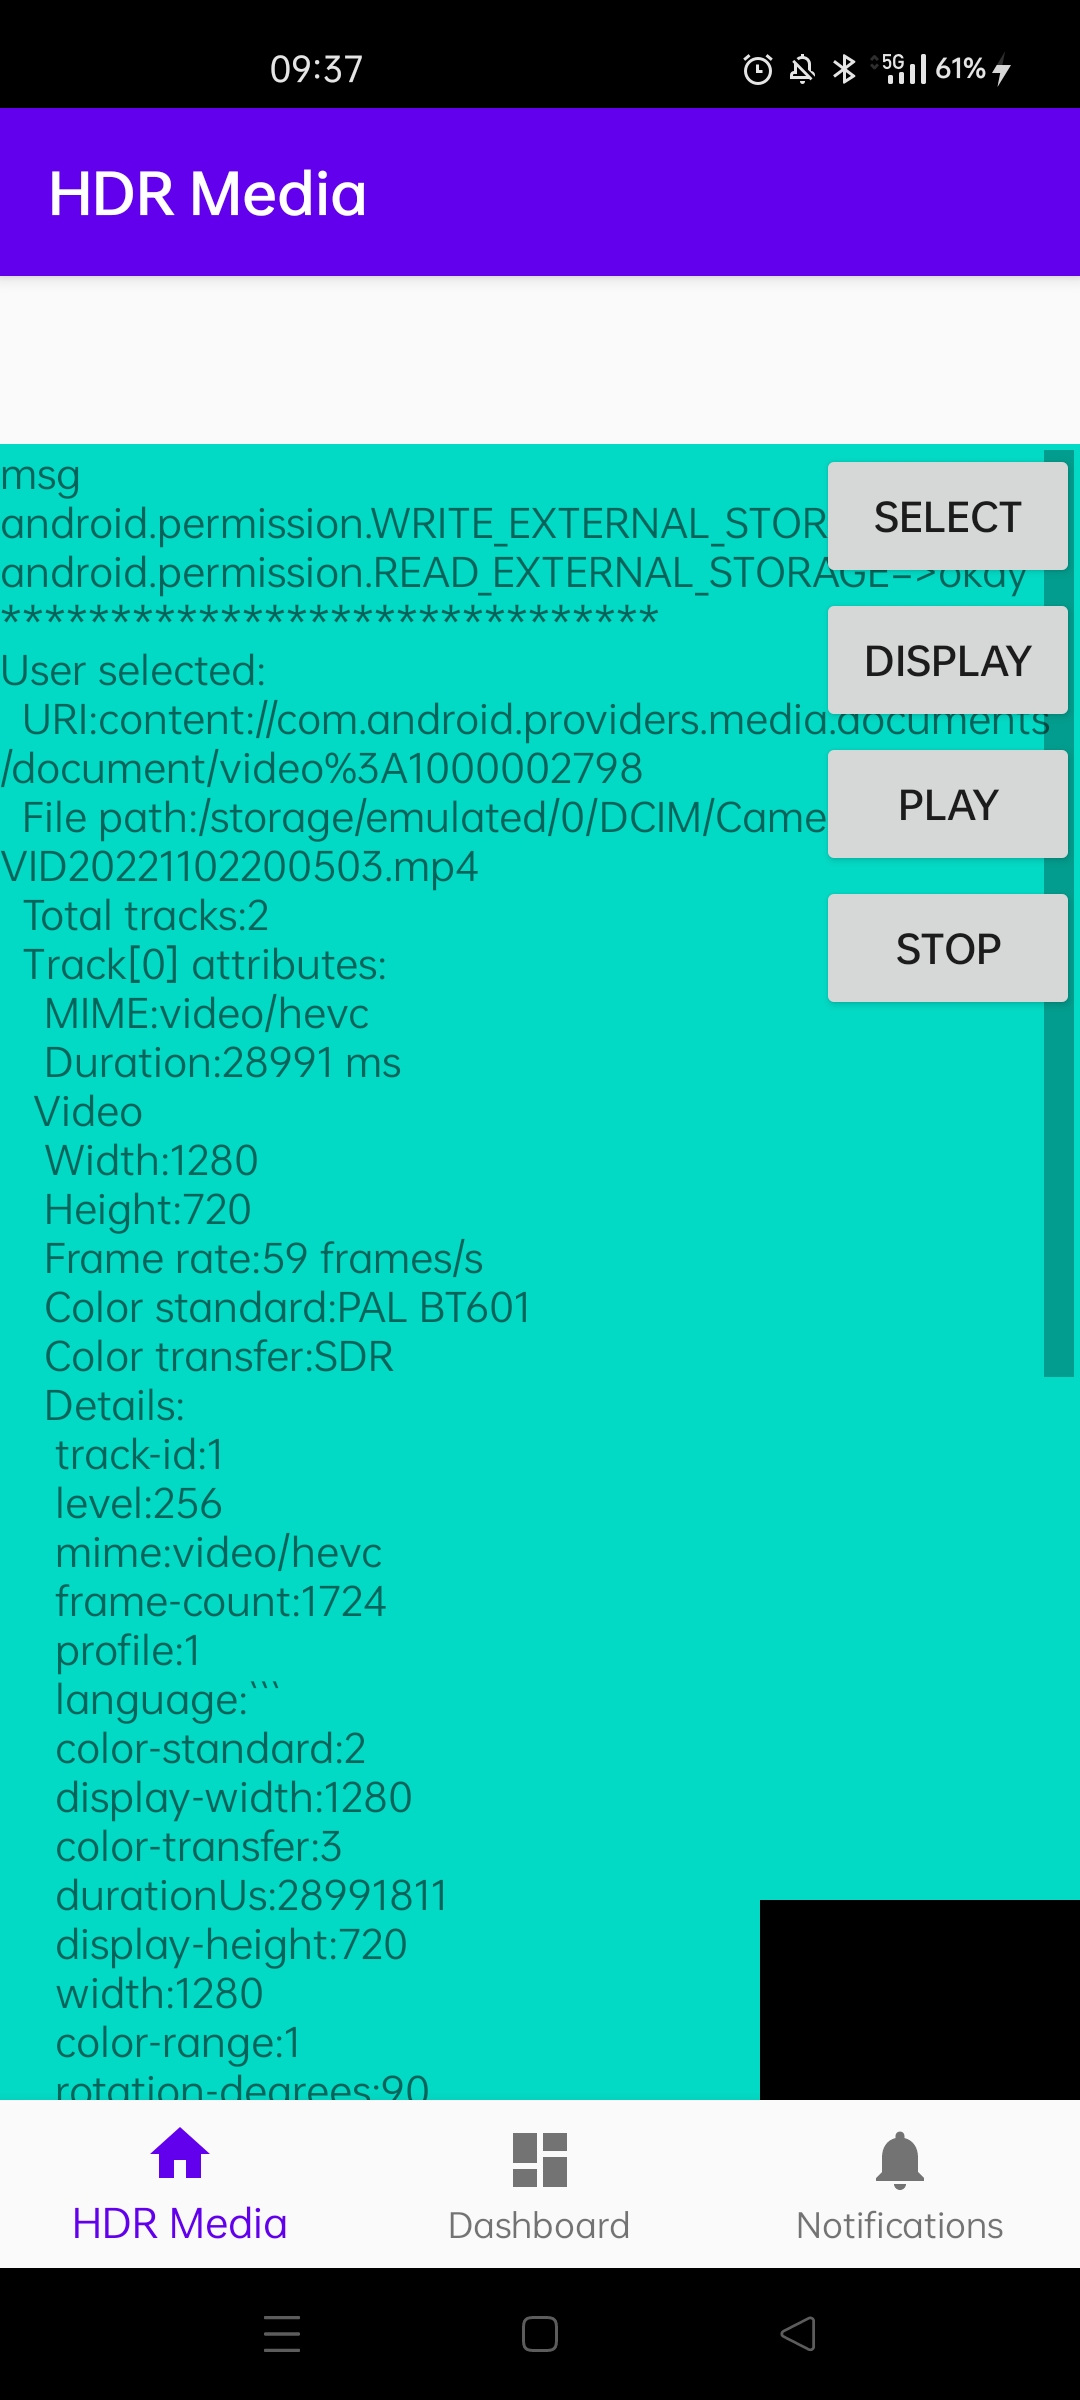 09:37
5G 61%
HDR Media
msg
android.permission.WRITE_EXTERNAL_STOR
android.permission.READ_EXTERNAL_STORAGE=>okay
******************************
User selected:
URI:content://com.android.providers.media.documents
/document/video%3A1000002798
File path:/storage/emulated/0/DCIM/Came
VID20221102200503.mp4
Total tracks:2
Track[0] attributes:
MIME:video/hevc
Duration:28991 ms
Video
Width:1280
Height:720
Frame rate:59 frames/s
Color standard:PAL BT601
Color transfer:SDR
Details:
track-id:1
level:256
mime:video/hevc
frame-count:1724
profile:1
language:```
color-standard:2
display-width:1280
color-transfer:3
durationUs:28991811
display-height:720
width:1280
color-range:1
rotation-degrees:90
SELECT
DISPLAY
PLAY
STOP
HDR Media
Dashboard
Notifications